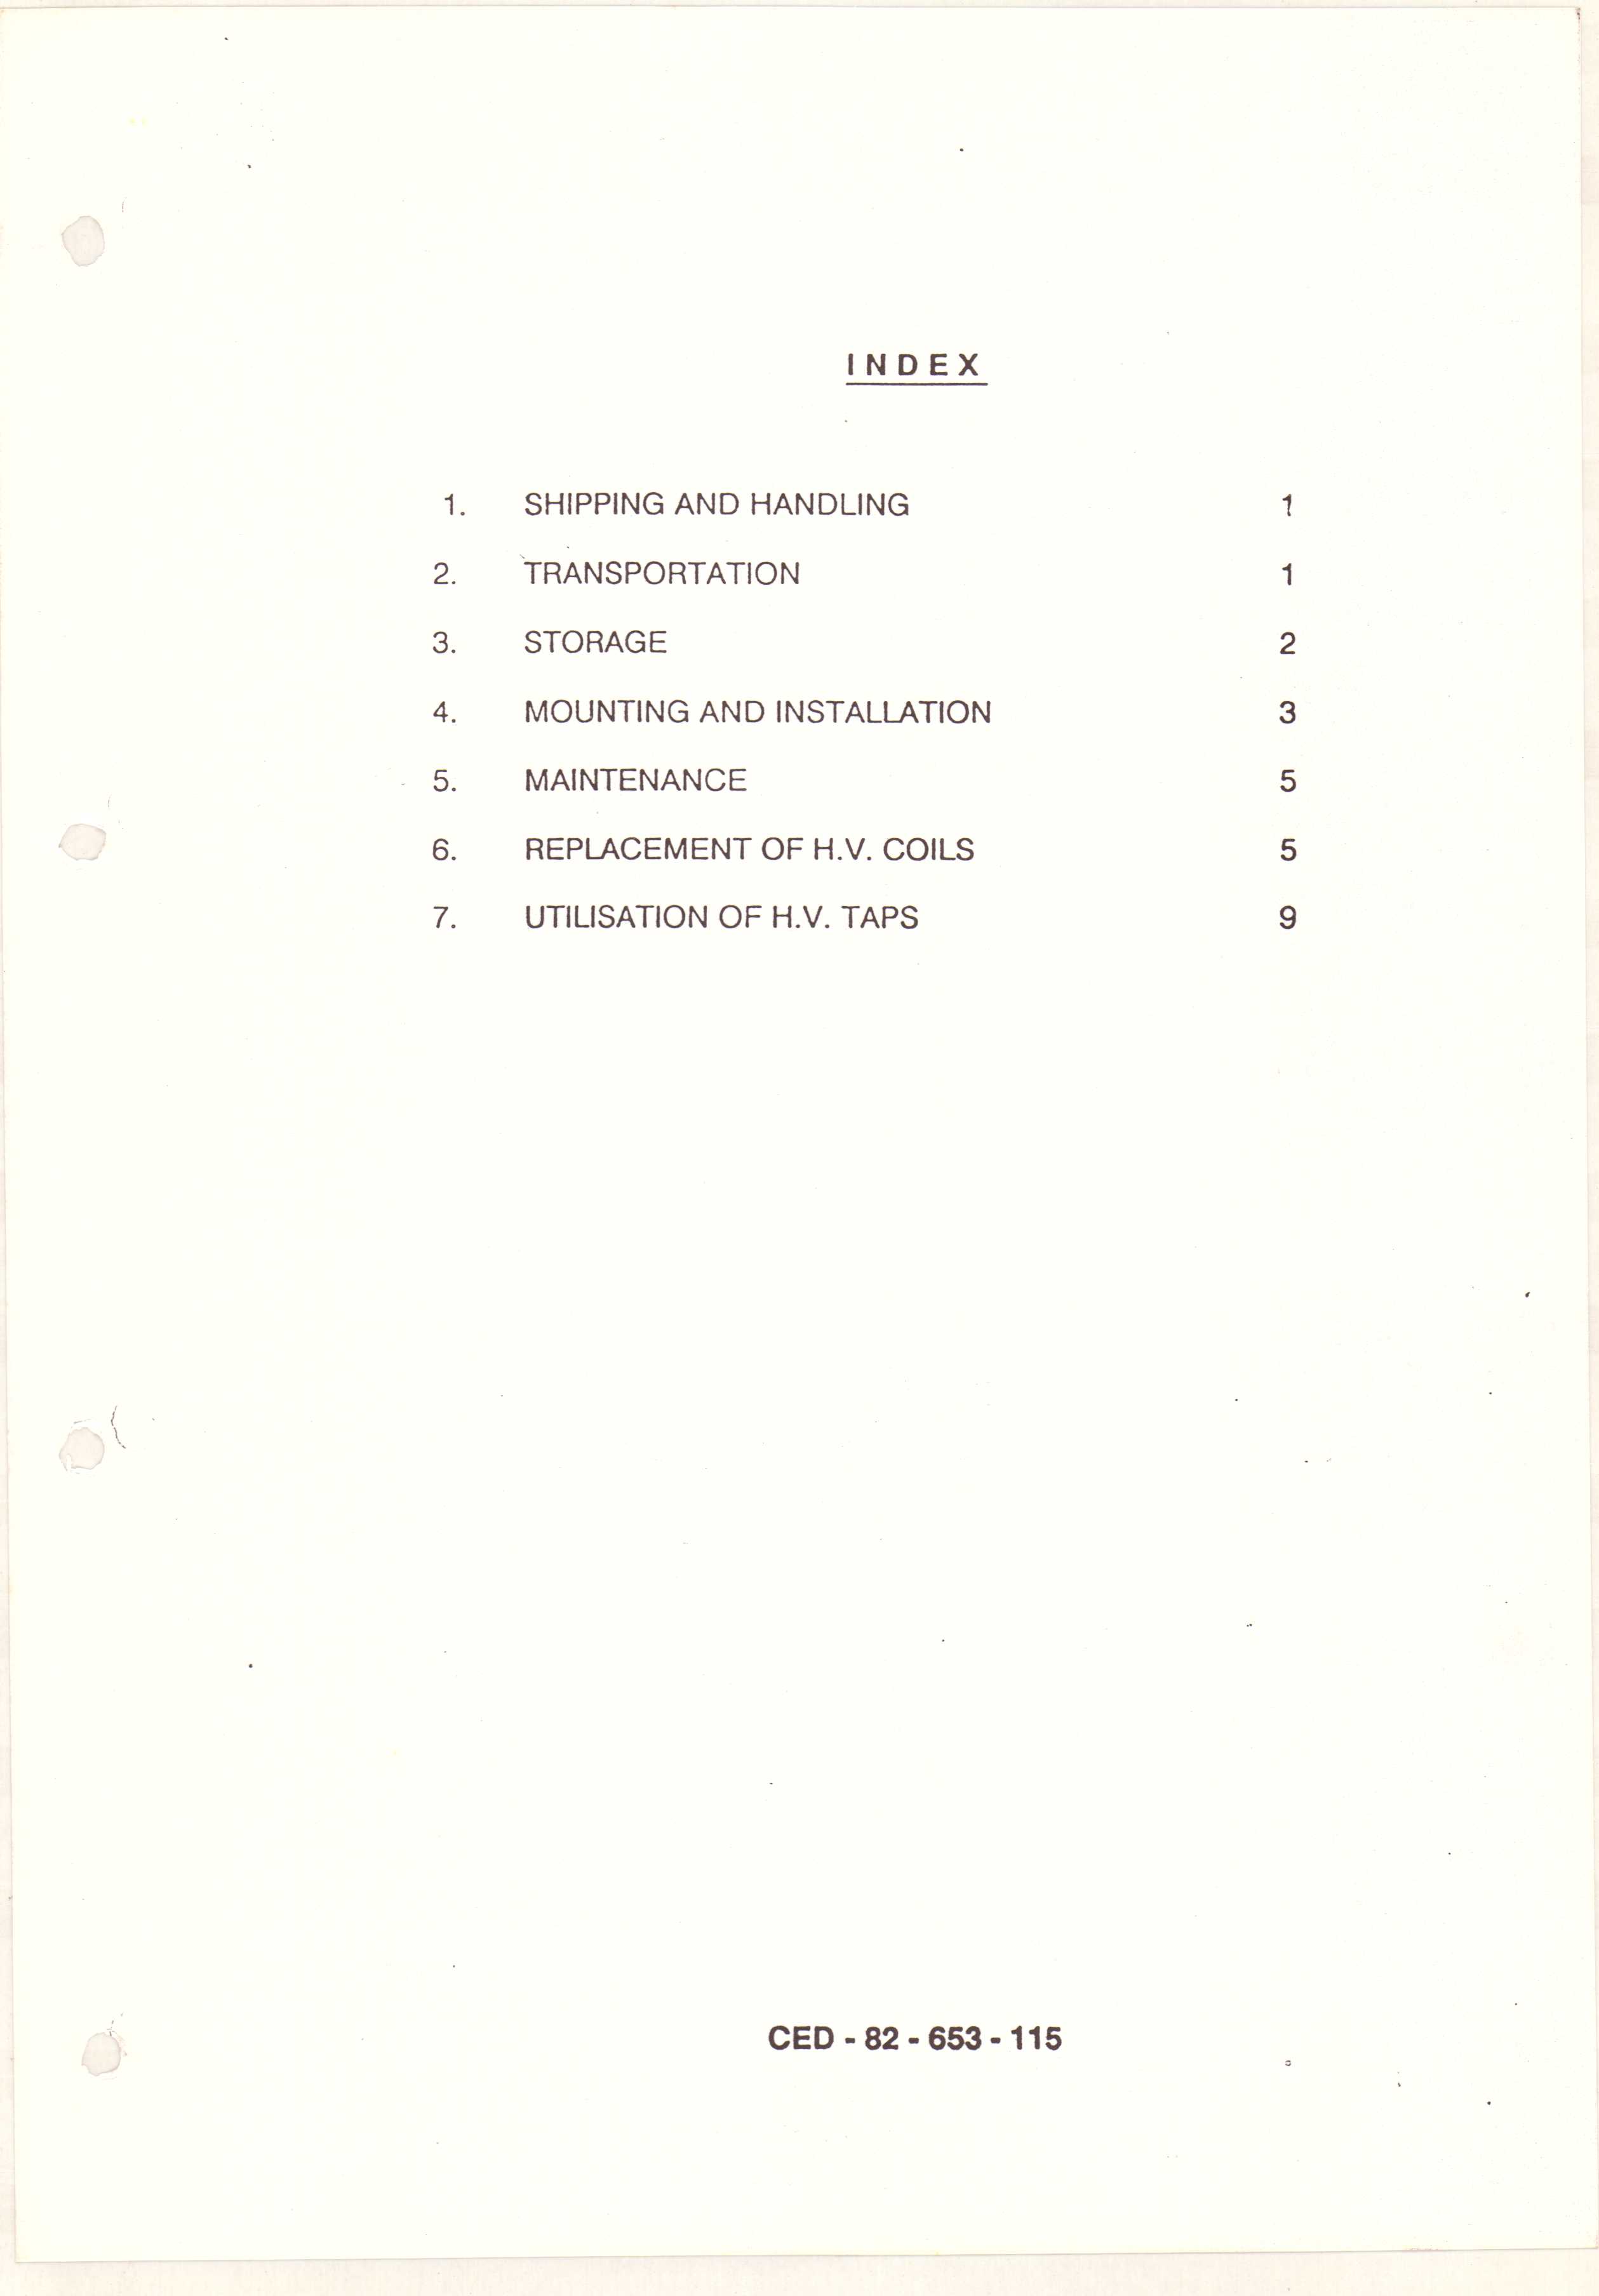 INDEX
1. SHIPPING AND HANDLING 1
2. TRANSPORTATION 1
3. STORAGE 2
4. MOUNTING AND INSTALLATION 3
5. MAINTENANCE 5
6. REPLACEMENT OF H.V. COILS 5
7. UTILISATION OF H.V. TAPS 9
CED - 82 - 653 - 115